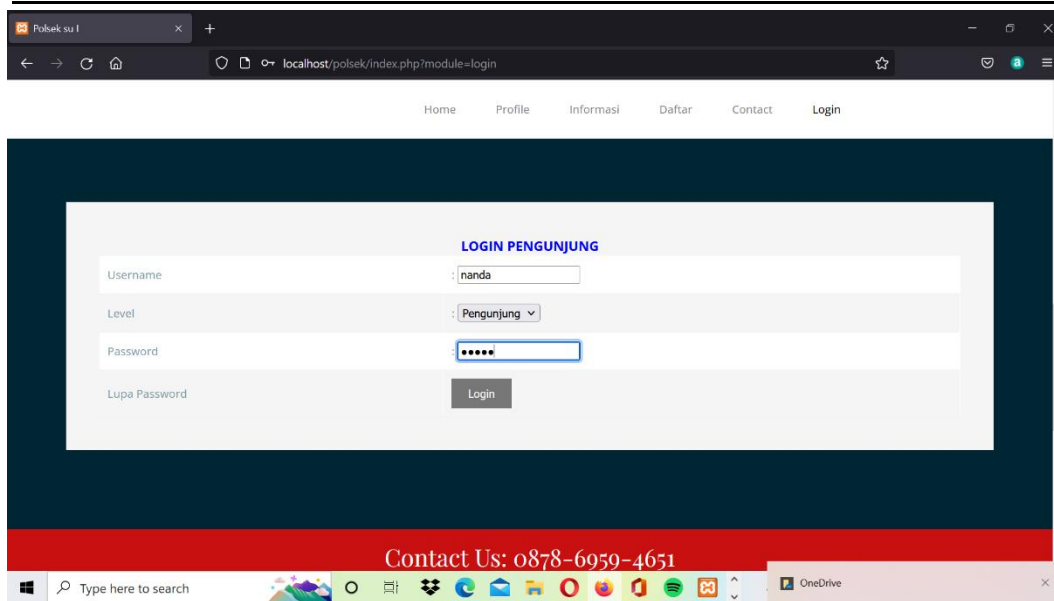 Polsek su I
localhost/polsek/index.php?module=login
Home Profile Informasi Daftar Contact Login
LOGIN PENGUNJUNG
Username : nanda
Level : Pengunjung
Password : •••••
Lupa Password Login
Contact Us: 0878-6959-4651
Type here to search
OneDrive